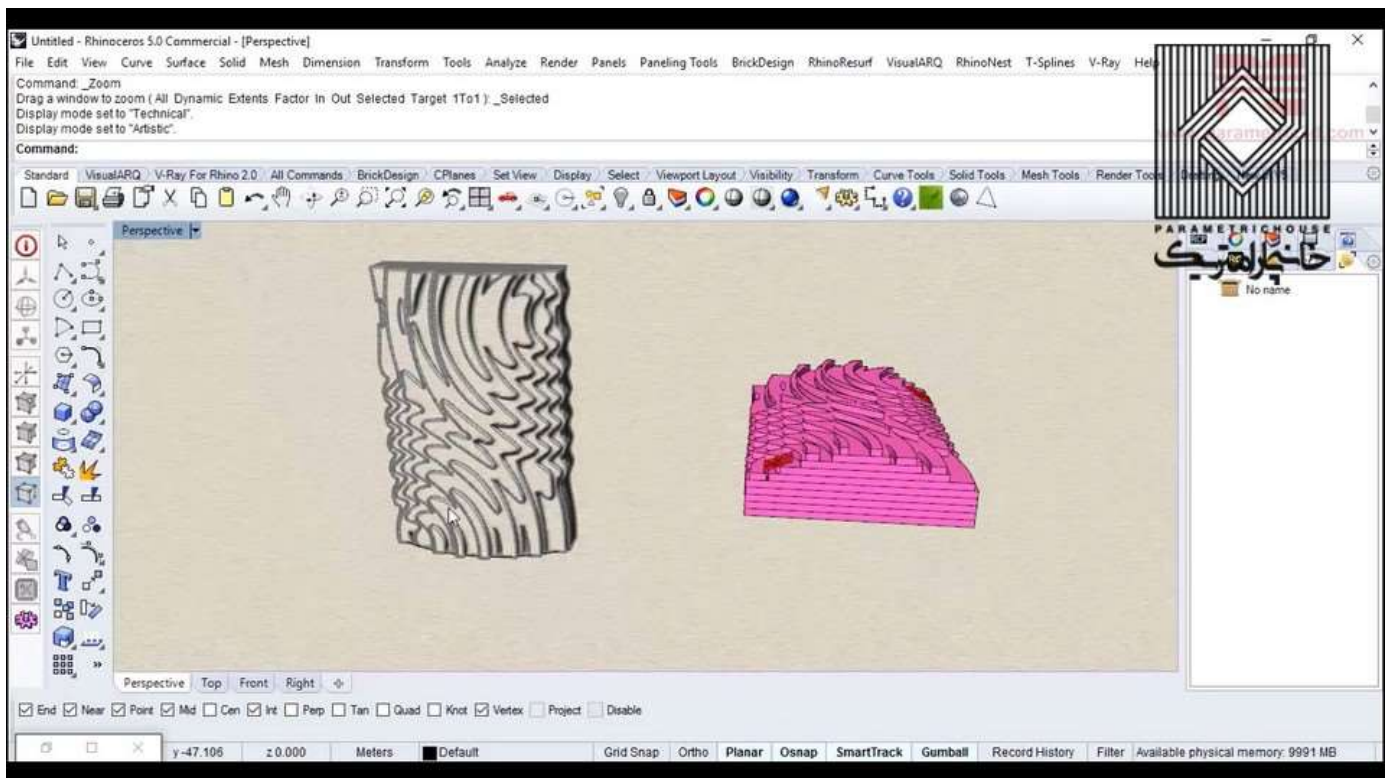 Untitled - Rhinoceros 5.0 Commercial - [Perspective]
File Edit View Curve Surface Solid Mesh Dimension Transform Tools Analyze Render Panels Paneling Tools BrickDesign RhinoResurf VisualARQ RhinoNest T-Splines V-Ray Help
Command: _Zoom
Drag a window to zoom ( All Dynamic Extents Factor In Out Selected Target 1To1 ): _Selected
Display mode set to "Technical".
Display mode set to "Artistic".
Command:
Standard VisualARQ V-Ray For Rhino 2.0 All Commands BrickDesign CPlanes Set View Display Select Viewport Layout Visibility Transform Curve Tools Solid Tools Mesh Tools Render Tools
PARAMETRICHOUSE
خانه پارامتریک
Perspective
No name
Perspective Top Front Right
End Near Point Mid Cen Int Perp Tan Quad Knot Vertex Project Disable
y -47.106 z 0.000 Meters Default Grid Snap Ortho Planar Osnap SmartTrack Gumball Record History Filter Available physical memory: 9991 MB